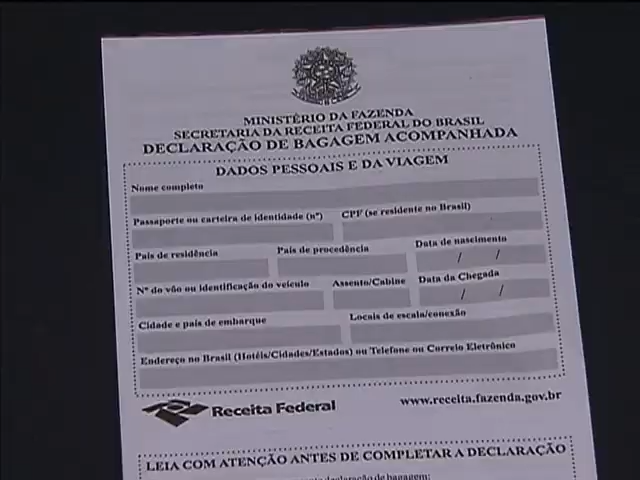 MINISTÉRIO DA FAZENDA
SECRETARIA DA RECEITA FEDERAL DO BRASIL
DECLARAÇÃO DE BAGAGEM ACOMPANHADA
DADOS PESSOAIS E DA VIAGEM
Nome completo
Passaporte ou carteira de identidade (nº) CPF (se residente no Brasil)
País de residência País de procedência Data de nascimento
/ /
Nº do vôo ou identificação do veículo Assento/Cabine Data da Chegada
/ /
Cidade e país de embarque Locais de escala/conexão
Endereço no Brasil (Hotéis/Cidades/Estados) ou Telefone ou Correio Eletrônico
Receita Federal www.receita.fazenda.gov.br
LEIA COM ATENÇÃO ANTES DE COMPLETAR A DECLARAÇÃO
declaração de bagagem: